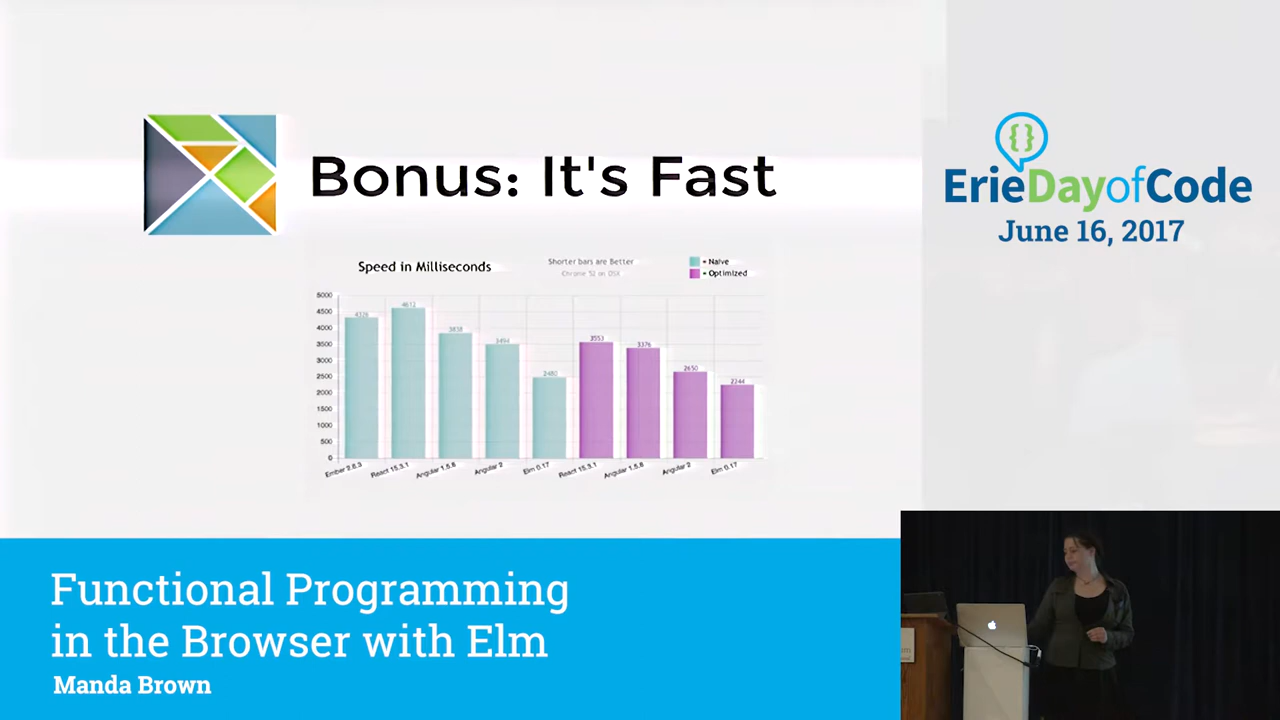 Bonus: It's Fast
Speed in Milliseconds
Shorter bars are Better
Chrome 52 on OSX
= Naive
= Optimized
5000
4500
4000
3500
3000
2500
2000
1500
1000
500
0
4326
4612
3838
3494
2480
3553
3376
2650
2244
Ember 2.6.3
React 15.3.1
Angular 1.5.8
Angular 2
Elm 0.17
React 15.3.1
Angular 1.5.8
Angular 2
Elm 0.17
{}
ErieDayofCode
June 16, 2017
Functional Programming
in the Browser with Elm
Manda Brown